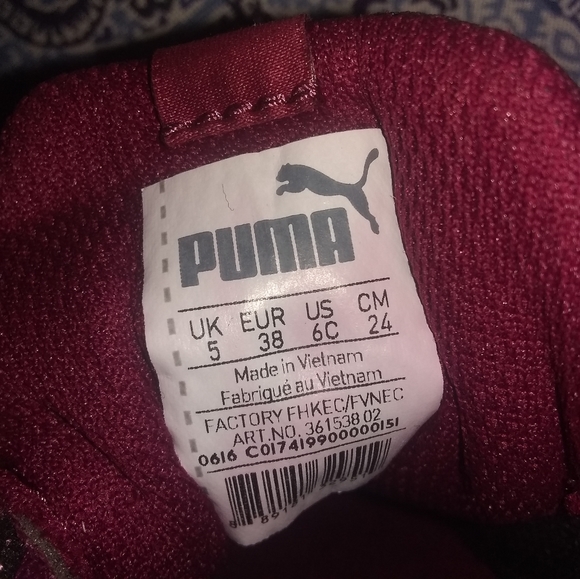 PUMA
UK EUR US CM
5 38 6C 24
Made in Vietnam
Fabriqué au Vietnam
FACTORY FHKEC/FVNEC
ART.NO. 361538 02
0616 C017419900000151